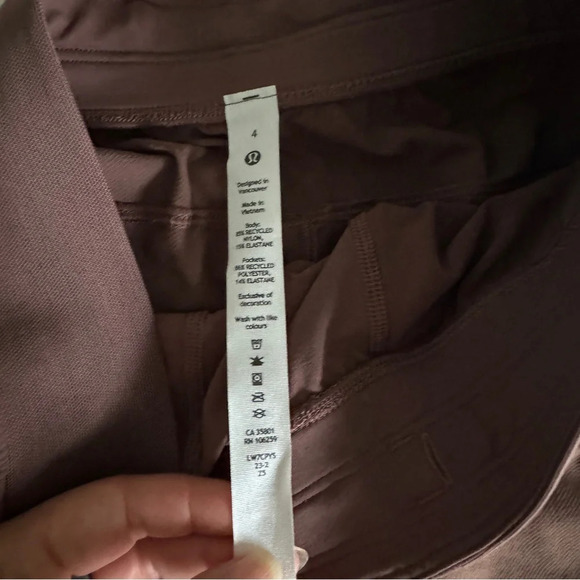 4
Designed in
Vancouver
Made in
Vietnam
Body:
85% RECYCLED
NYLON,
15% ELASTANE
Pockets:
86% RECYCLED
POLYESTER,
14% ELASTANE
Exclusive of
decoration
Wash with like
colours
CA 35801
RN 106259
LW7CPYS
23-2
25